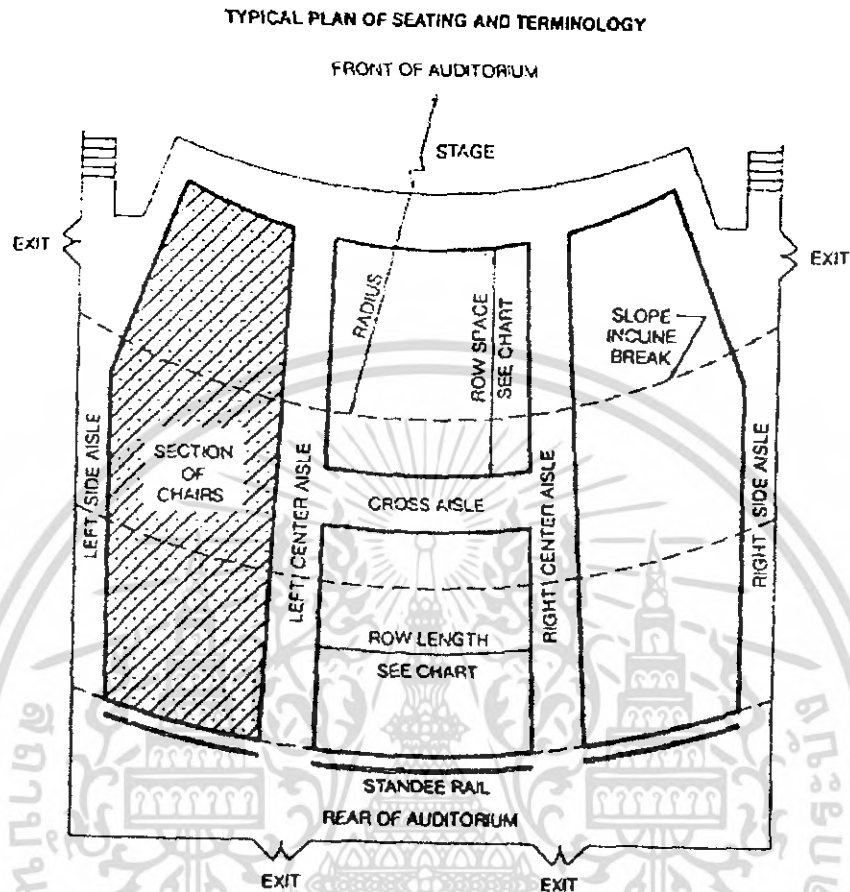 TYPICAL PLAN OF SEATING AND TERMINOLOGY
FRONT OF AUDITORIUM
STAGE
EXIT
EXIT
RADIUS
ROW SPACE
SEE CHART
SLOPE
INCLINE
BREAK
LEFT SIDE AISLE
SECTION
OF
CHAIRS
LEFT CENTER AISLE
CROSS AISLE
RIGHT CENTER AISLE
RIGHT SIDE AISLE
ROW LENGTH
SEE CHART
STANDEE RAIL
REAR OF AUDITORIUM
EXIT
EXIT